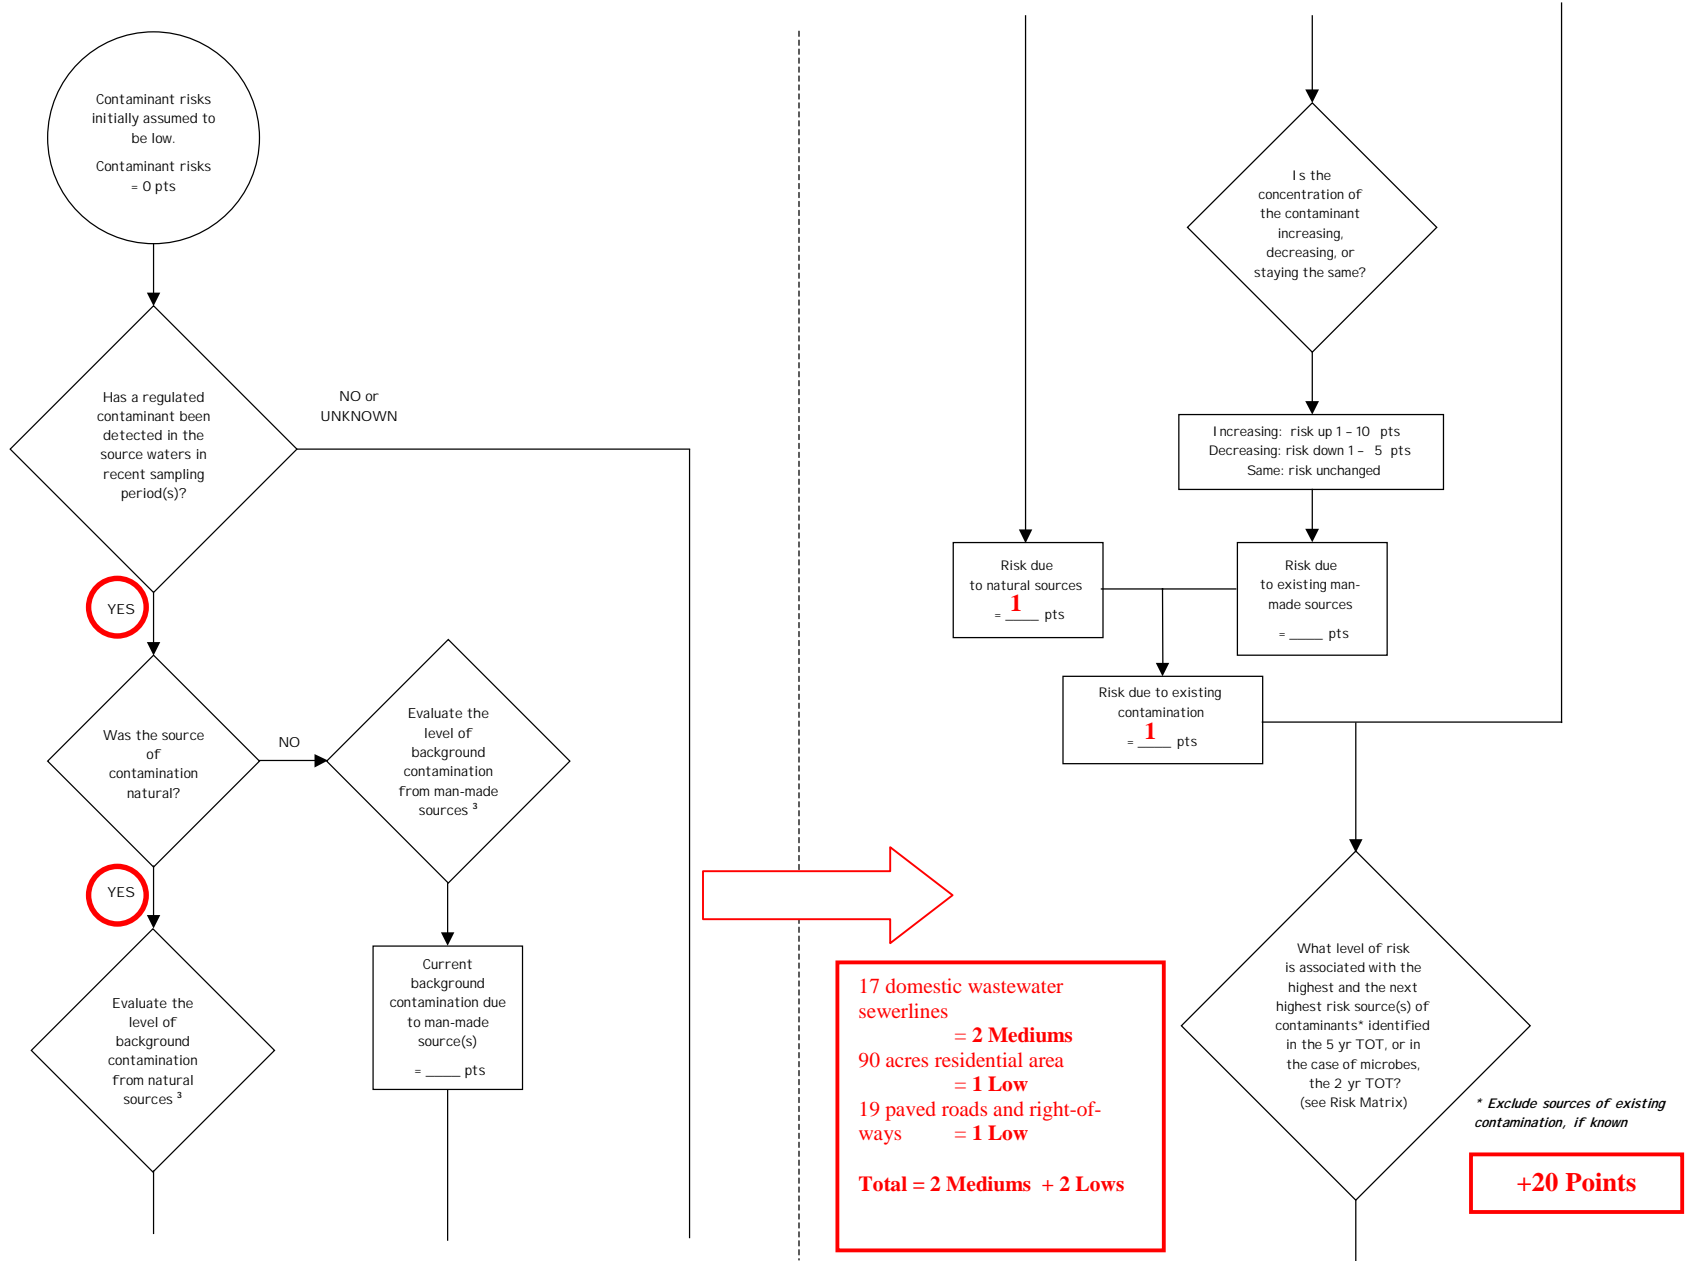 Contaminant risks
initially assumed to
be low.
Contaminant risks
= 0 pts
Has a regulated
contaminant been
detected in the
source waters in
recent sampling
period(s)?
NO or
UNKNOWN
YES
Was the source
of
contamination
natural?
NO
Evaluate the
level of
background
contamination
from man-made
sources ³
YES
Evaluate the
level of
background
contamination
from natural
sources ³
Current
background
contamination due
to man-made
source(s)
= _____ pts
Is the
concentration of
the contaminant
increasing,
decreasing, or
staying the same?
Increasing: risk up 1 – 10 pts
Decreasing: risk down 1 – 5 pts
Same: risk unchanged
Risk due
to natural sources
= __1__ pts
Risk due
to existing man-
made sources
= _____ pts
Risk due to existing
contamination
= __1__ pts
17 domestic wastewater
sewerlines
= 2 Mediums
90 acres residential area
= 1 Low
19 paved roads and right-of-
ways = 1 Low
Total = 2 Mediums + 2 Lows
What level of risk
is associated with the
highest and the next
highest risk source(s) of
contaminants* identified
in the 5 yr TOT, or in
the case of microbes,
the 2 yr TOT?
(see Risk Matrix)
* Exclude sources of existing
contamination, if known
+20 Points